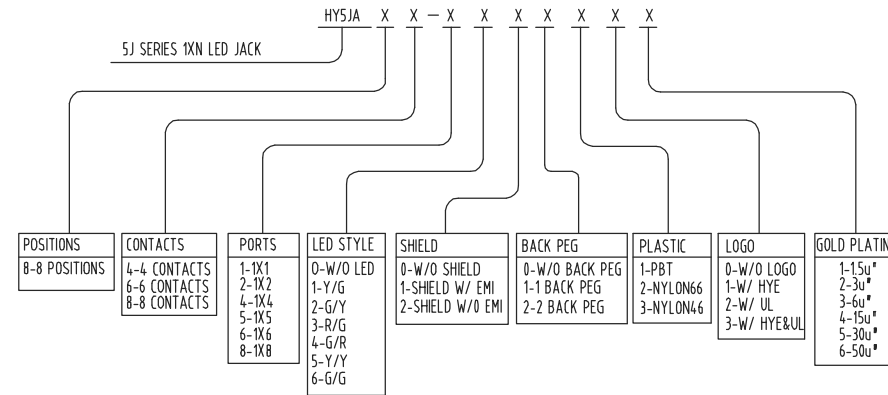 HY5JA X X - X X X X X X X
5J SERIES 1XN LED JACK
POSITIONS
8-8 POSITIONS
CONTACTS
4-4 CONTACTS
6-6 CONTACTS
8-8 CONTACTS
PORTS
1-1X1
2-1X2
4-1X4
5-1X5
6-1X6
8-1X8
LED STYLE
0-W/O LED
1-Y/G
2-G/Y
3-R/G
4-G/R
5-Y/Y
6-G/G
SHIELD
0-W/O SHIELD
1-SHIELD W/ EMI
2-SHIELD W/O EMI
BACK PEG
0-W/O BACK PEG
1-1 BACK PEG
2-2 BACK PEG
PLASTIC
1-PBT
2-NYLON66
3-NYLON46
LOGO
0-W/O LOGO
1-W/ HYE
2-W/ UL
3-W/ HYE&UL
GOLD PLATIN
1-1.5u"
2-3u"
3-6u"
4-15u"
5-30u"
6-50u"